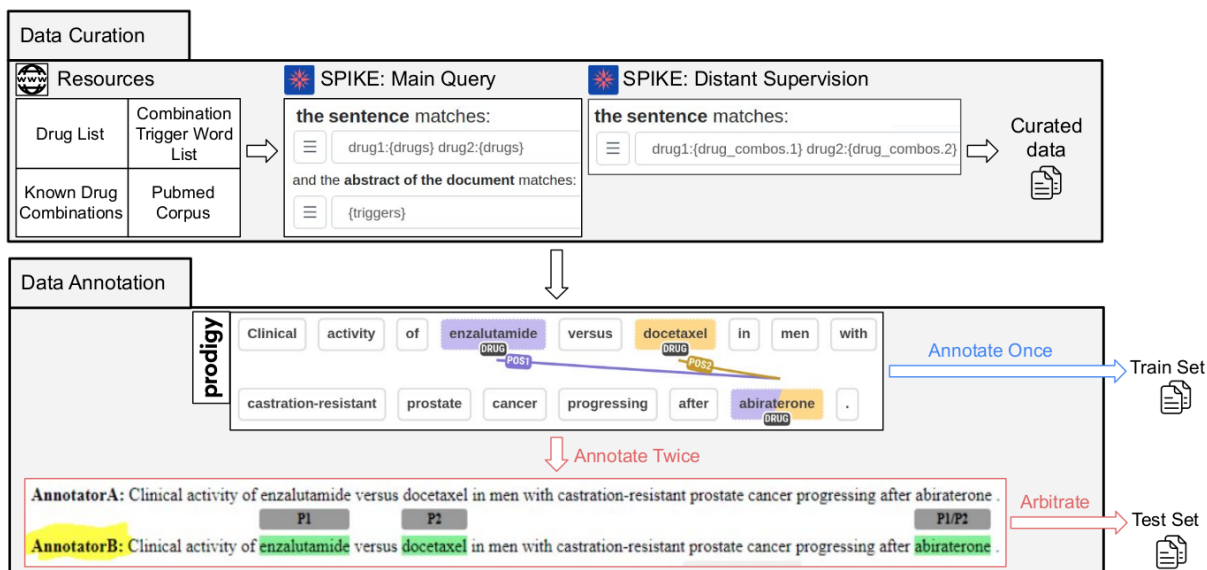 Data Curation
www Resources
Drug List
Combination
Trigger Word
List
Known Drug
Combinations
Pubmed
Corpus
SPIKE: Main Query
the sentence matches:
drug1:{drugs} drug2:{drugs}
and the abstract of the document matches:
{triggers}
SPIKE: Distant Supervision
the sentence matches:
drug1:{drug_combos.1} drug2:{drug_combos.2}
Curated
data
Data Annotation
prodigy
Clinical activity of enzalutamide versus docetaxel in men with
DRUG DRUG
POS1 POS2
castration-resistant prostate cancer progressing after abiraterone .
DRUG
Annotate Once
Train Set
Annotate Twice
AnnotatorA: Clinical activity of enzalutamide versus docetaxel in men with castration-resistant prostate cancer progressing after abiraterone .
P1 P2 P1/P2
AnnotatorB: Clinical activity of enzalutamide versus docetaxel in men with castration-resistant prostate cancer progressing after abiraterone .
Arbitrate
Test Set